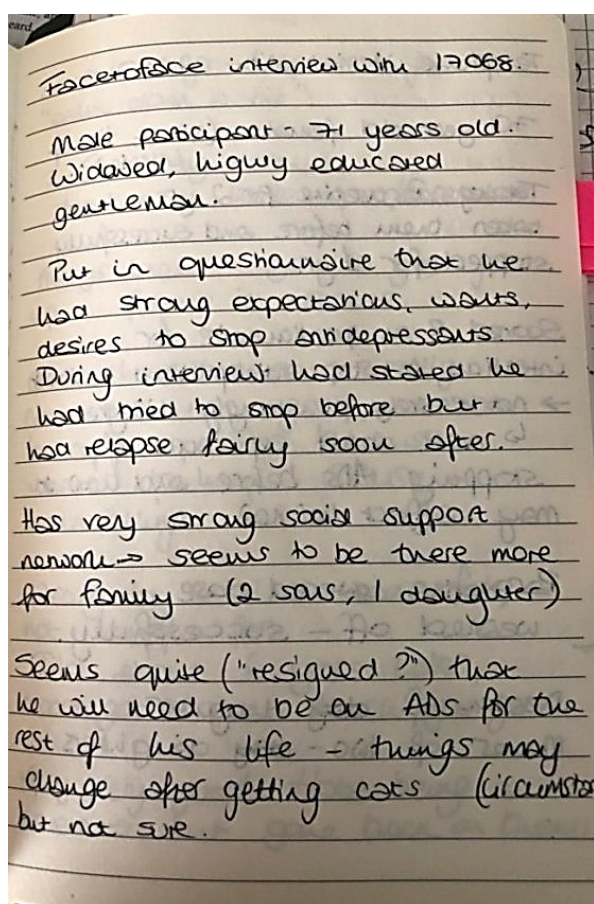 Facetoface interview with 17068.
Male participant - 71 years old.
Widowed, highly educated
gentleman.
Put in questionnaire that he
had strong expectations, wants,
desires to stop antidepressants.
During interview had stated he
had tried to stop before but
had relapse fairly soon after.
Has very strong social support
network → seems to be there more
for family (2 sons, 1 daughter)
Seems quite ("resigned?") that
he will need to be on ADs for the
rest of his life - things may
change after getting cats (circumsta
but not sure.